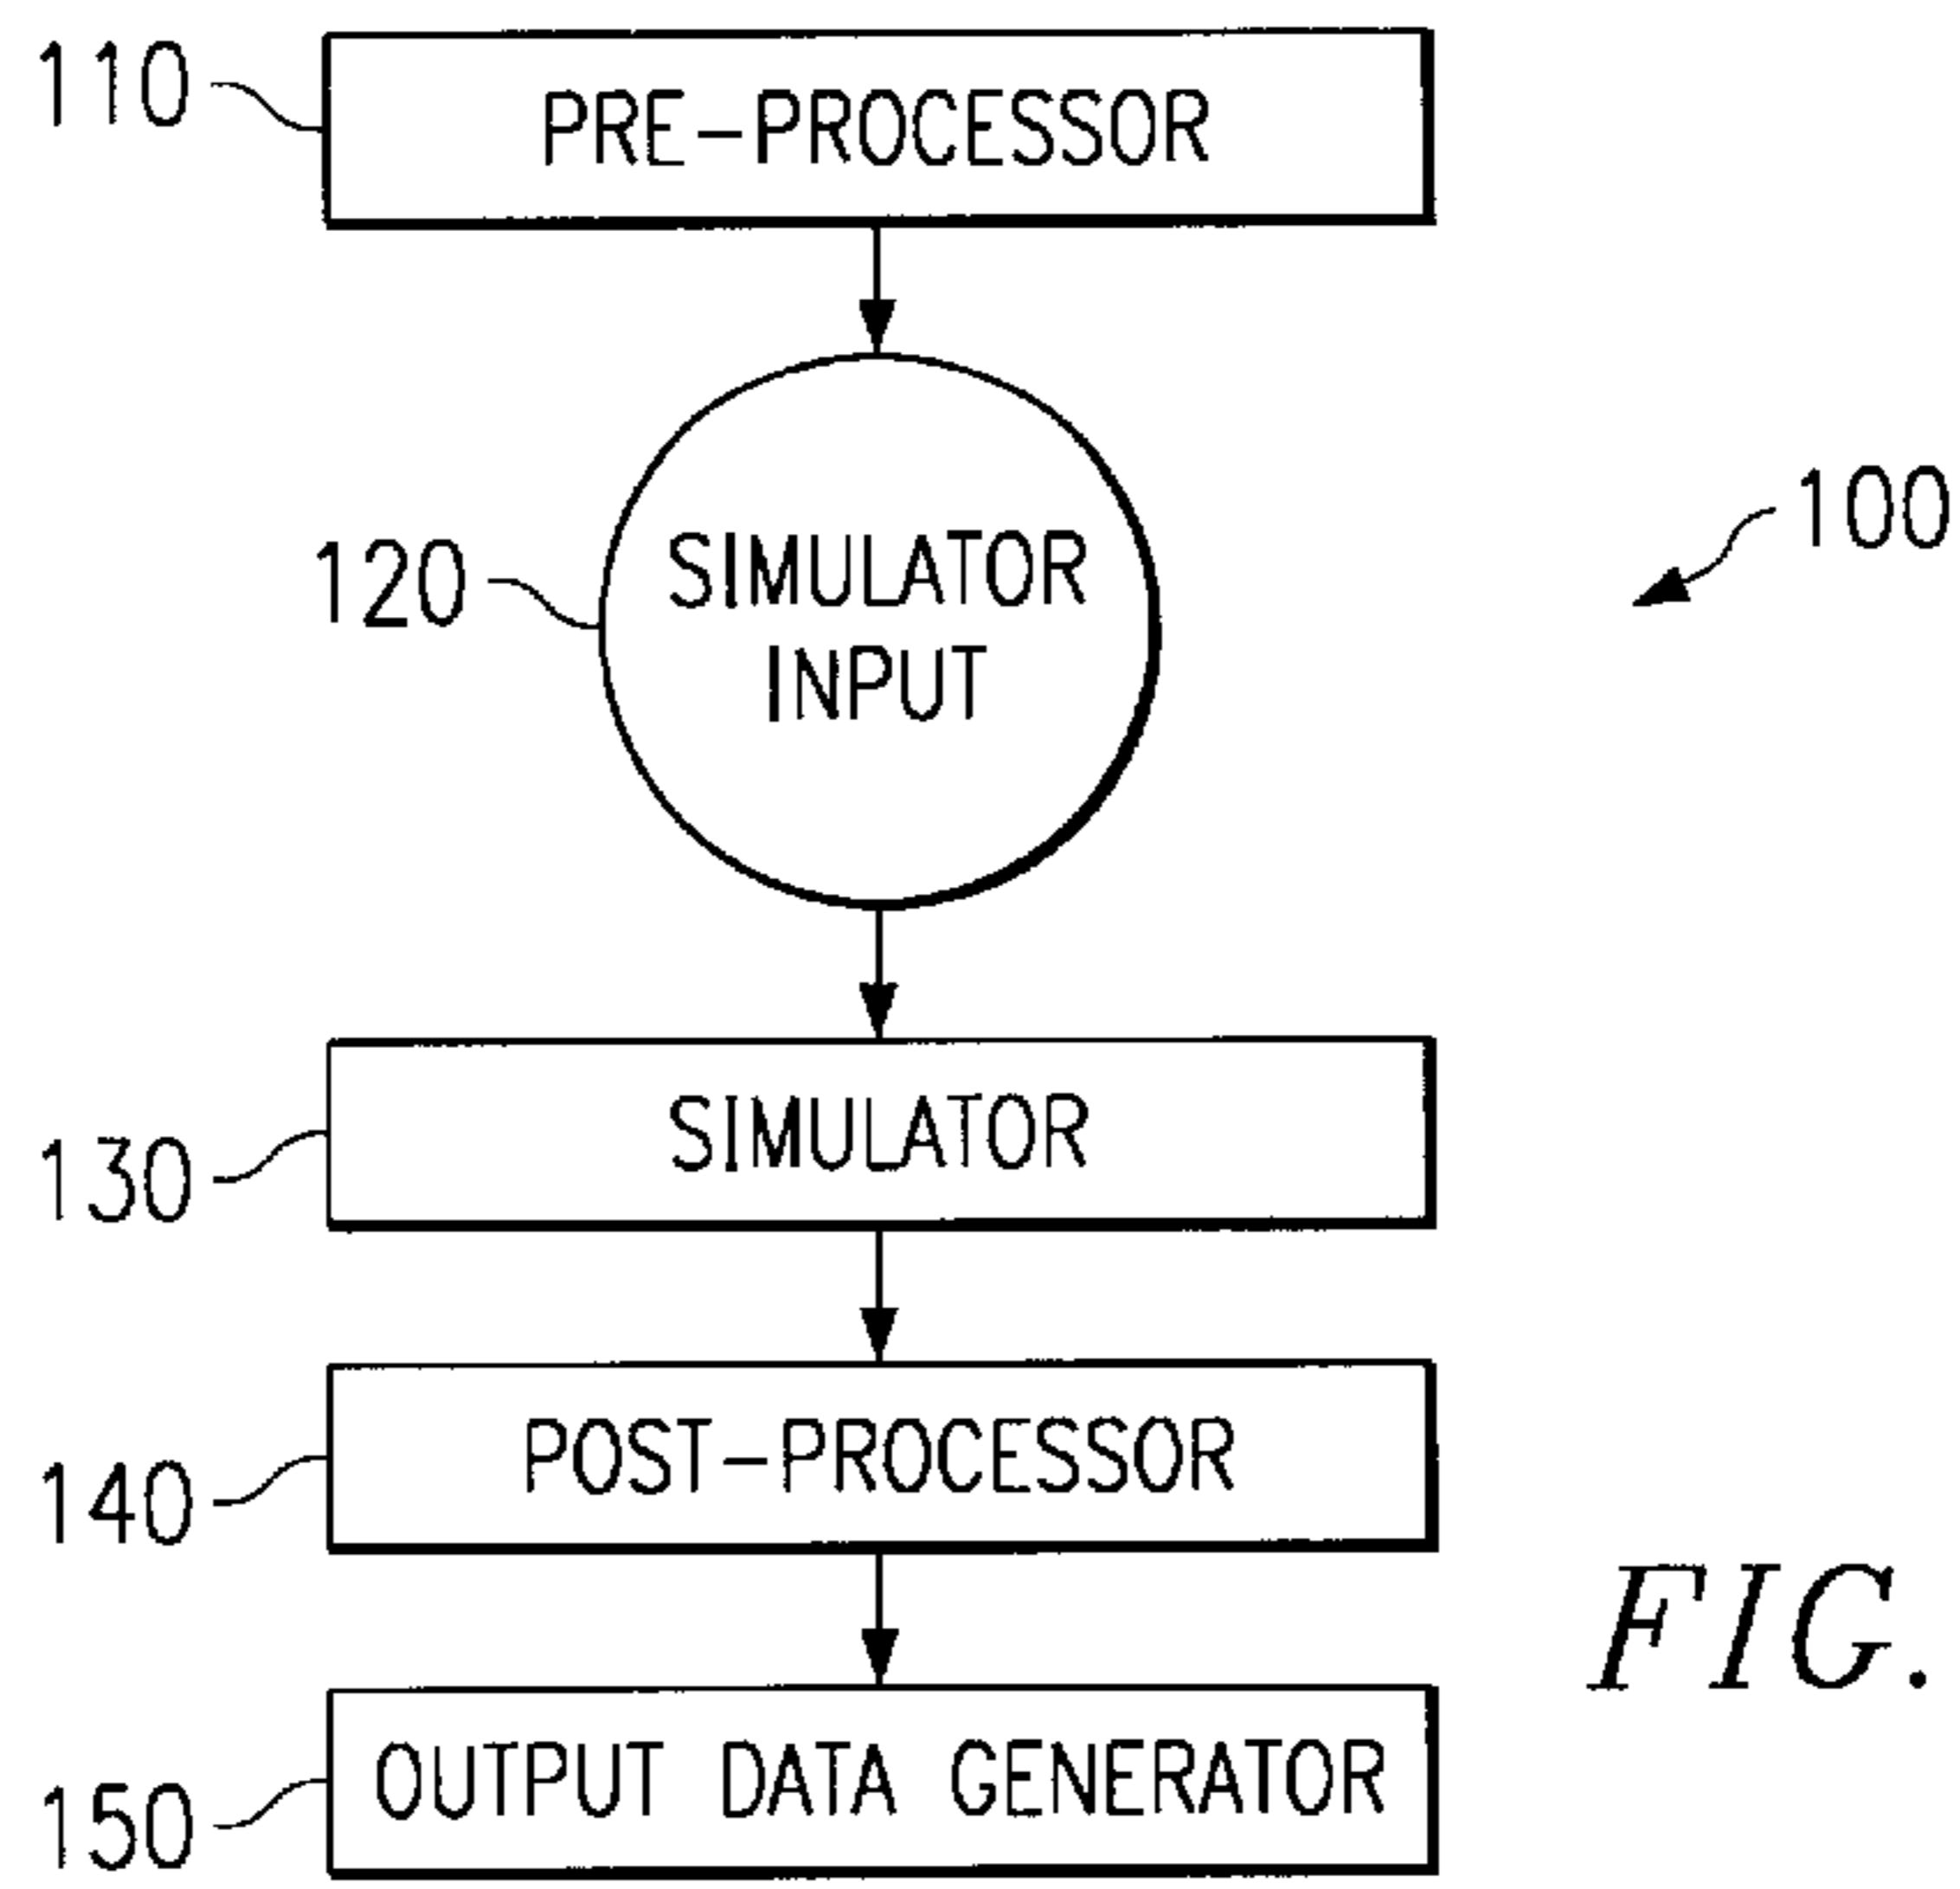 110
PRE-PROCESSOR
100
120
SIMULATOR
INPUT
130
SIMULATOR
140
POST-PROCESSOR
FIG.
150
OUTPUT DATA GENERATOR